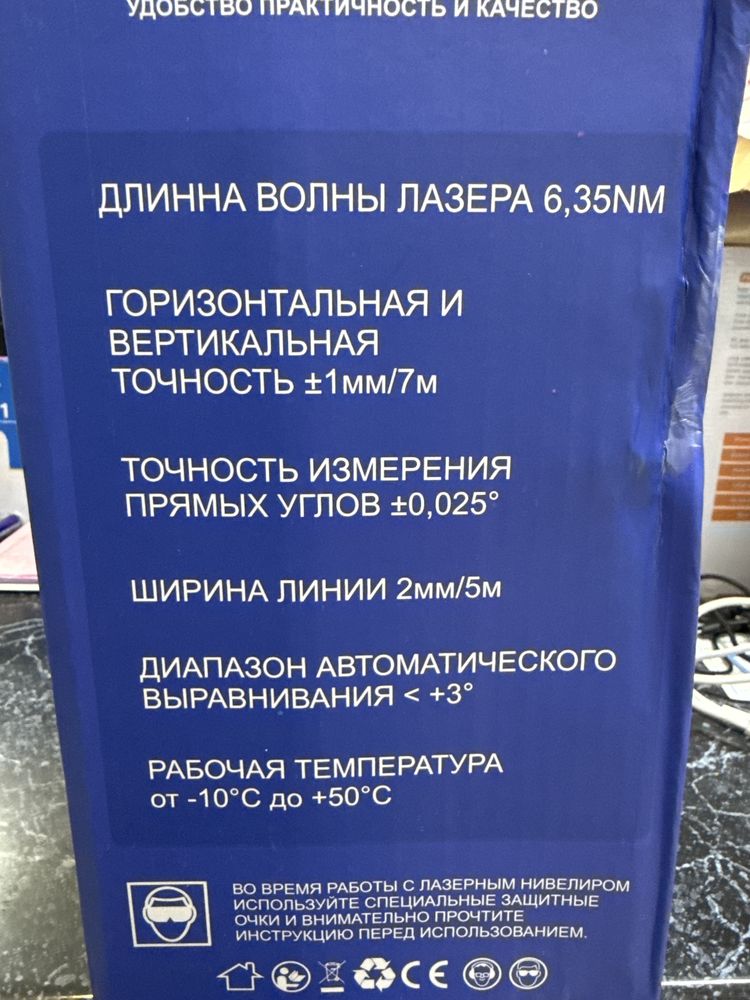 УДОБСТВО ПРАКТИЧНОСТЬ И КАЧЕСТВО
ДЛИННА ВОЛНЫ ЛАЗЕРА 6,35NM
ГОРИЗОНТАЛЬНАЯ И
ВЕРТИКАЛЬНАЯ
ТОЧНОСТЬ ±1мм/7м
ТОЧНОСТЬ ИЗМЕРЕНИЯ
ПРЯМЫХ УГЛОВ ±0,025°
ШИРИНА ЛИНИИ 2мм/5м
ДИАПАЗОН АВТОМАТИЧЕСКОГО
ВЫРАВНИВАНИЯ < +3°
РАБОЧАЯ ТЕМПЕРАТУРА
от -10°C до +50°C
ВО ВРЕМЯ РАБОТЫ С ЛАЗЕРНЫМ НИВЕЛИРОМ
ИСПОЛЬЗУЙТЕ СПЕЦИАЛЬНЫЕ ЗАЩИТНЫЕ
ОЧКИ И ВНИМАТЕЛЬНО ПРОЧТИТЕ
ИНСТРУКЦИЮ ПЕРЕД ИСПОЛЬЗОВАНИЕМ.
CE